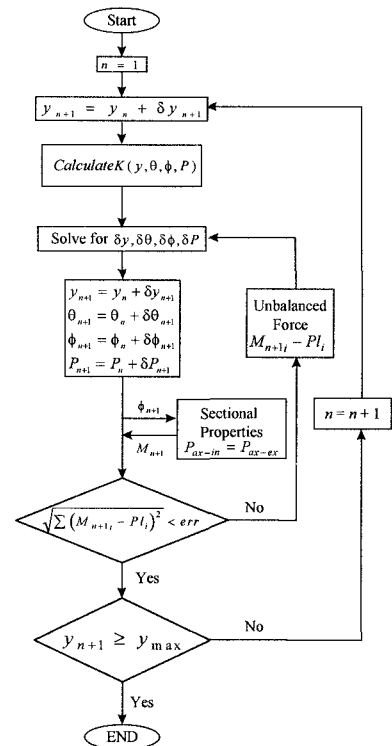 Start
n = 1
y n+1 = y n + δ y n+1
CalculateK(y,θ,ϕ,P)
Solve for δy,δθ,δϕ,δP
y n+1 = y n + δy n+1
θ n+1 = θ n + δθ n+1
ϕ n+1 = ϕ n + δϕ n+1
P n+1 = P n + δP n+1
Unbalanced
Force
M n+1 i − Pl i
n = n + 1
ϕ n+1
M n+1
Sectional
Properties
P ax−in = P ax−ex
√∑ (M n+1 i − Pl i)² < err
No
Yes
y n+1 ≥ y max
No
Yes
END